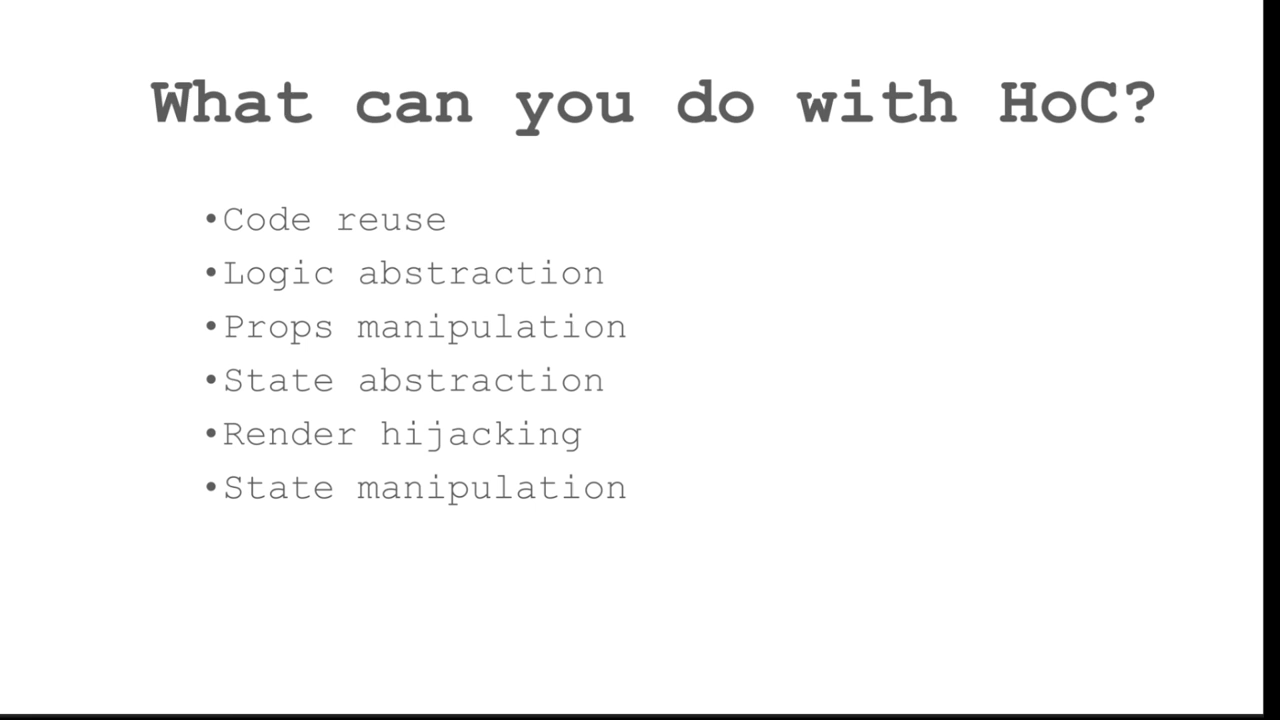 What can you do with HoC?
•Code reuse
•Logic abstraction
•Props manipulation
•State abstraction
•Render hijacking
•State manipulation